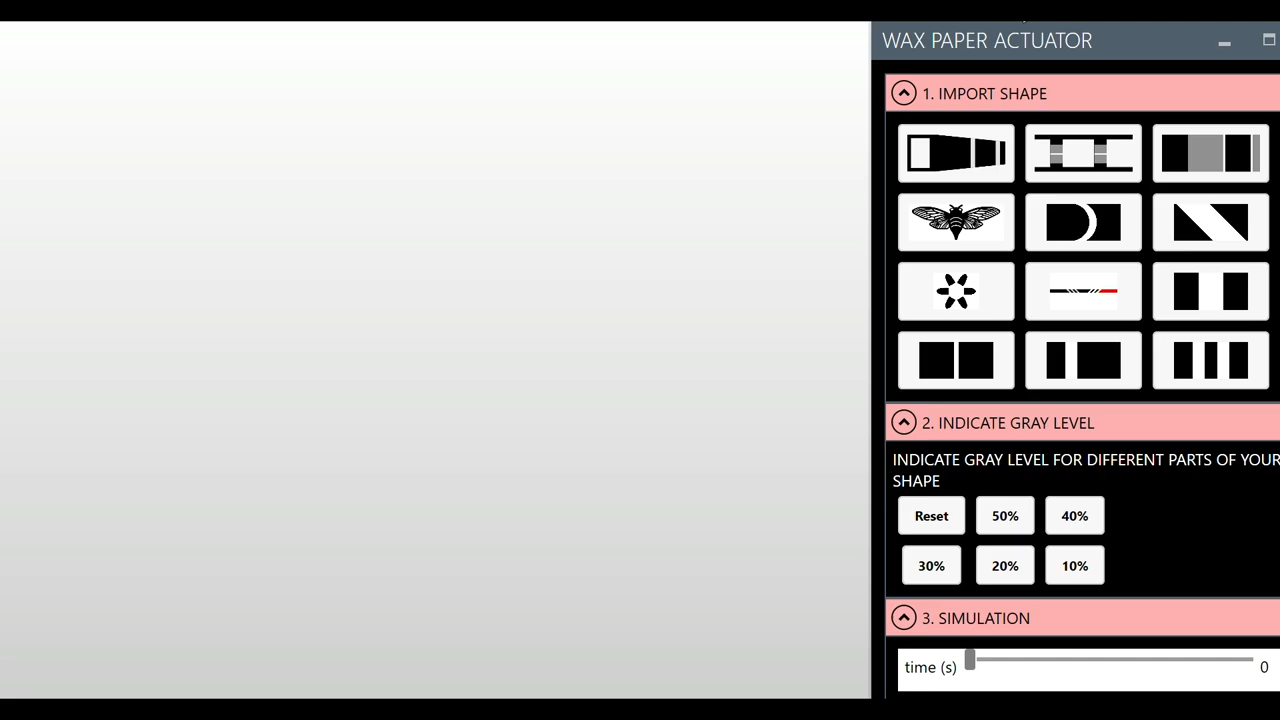 WAX PAPER ACTUATOR
1. IMPORT SHAPE
2. INDICATE GRAY LEVEL
INDICATE GRAY LEVEL FOR DIFFERENT PARTS OF YOUR
SHAPE
Reset 50% 40%
30% 20% 10%
3. SIMULATION
time (s) 0